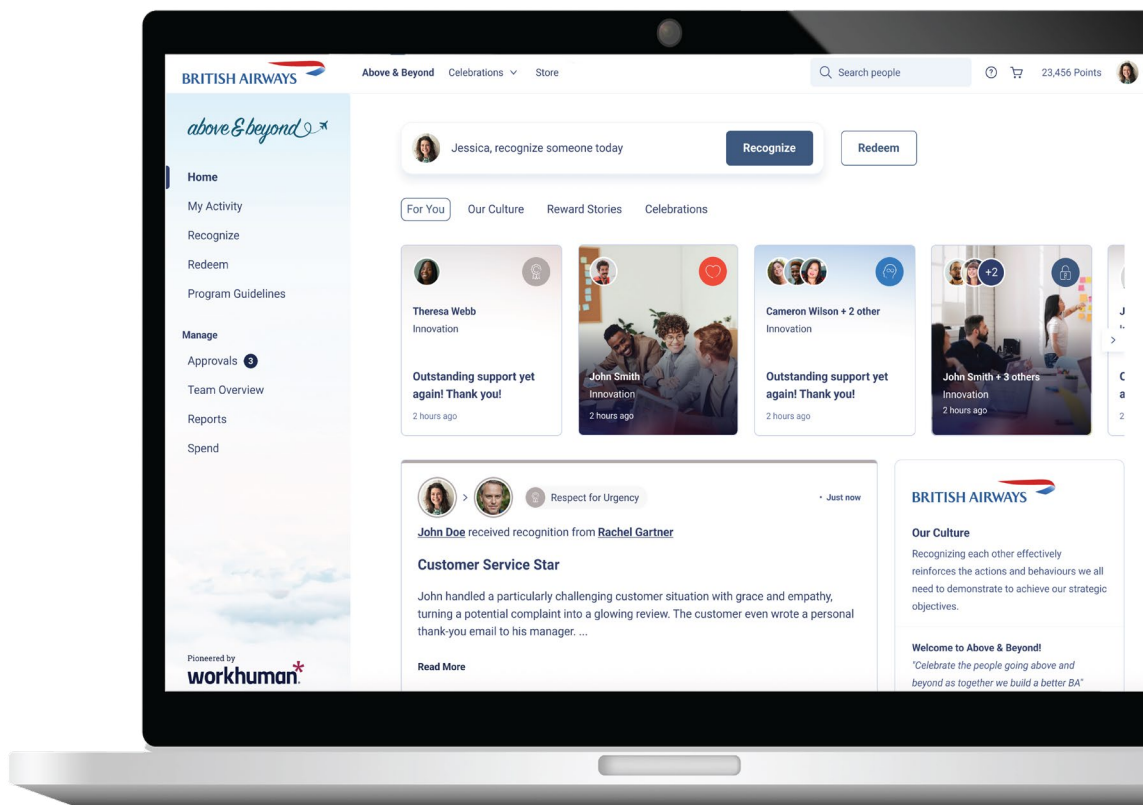 BRITISH AIRWAYS
Above & Beyond Celebrations Store
Search people
23,456 Points
above & beyond
Home
My Activity
Recognize
Redeem
Program Guidelines
Manage
Approvals 3
Team Overview
Reports
Spend
Pioneered by
workhuman*
Jessica, recognize someone today
Recognize
Redeem
For You Our Culture Reward Stories Celebrations
Theresa Webb
Innovation
Outstanding support yet
again! Thank you!
2 hours ago
John Smith
Innovation
2 hours ago
Cameron Wilson + 2 other
Innovation
Outstanding support yet
again! Thank you!
2 hours ago
+2
John Smith + 3 others
Innovation
2 hours ago
Respect for Urgency
• Just now
John Doe received recognition from Rachel Gartner
Customer Service Star
John handled a particularly challenging customer situation with grace and empathy,
turning a potential complaint into a glowing review. The customer even wrote a personal
thank-you email to his manager. ...
Read More
BRITISH AIRWAYS
Our Culture
Recognizing each other effectively
reinforces the actions and behaviours we all
need to demonstrate to achieve our strategic
objectives.
Welcome to Above & Beyond!
"Celebrate the people going above and
beyond as together we build a better BA"